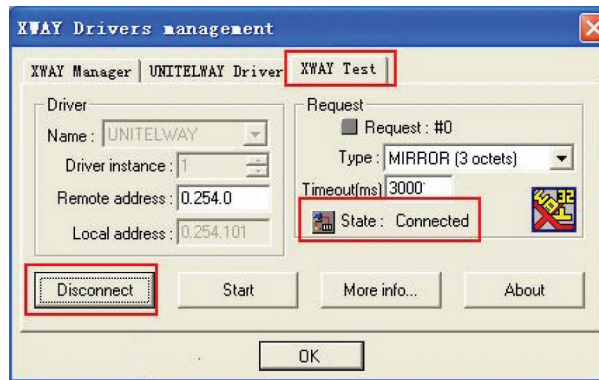 XWAY Drivers management
XWAY Manager UNITELWAY Driver XWAY Test
Driver
Name : UNITELWAY
Driver instance : 1
Remote address : 0.254.0
Local address : 0.254.101
Request
Request : #0
Type : MIRROR (3 octets)
Timeout(ms) 3000
State : Connected
Disconnect Start More info... About
OK